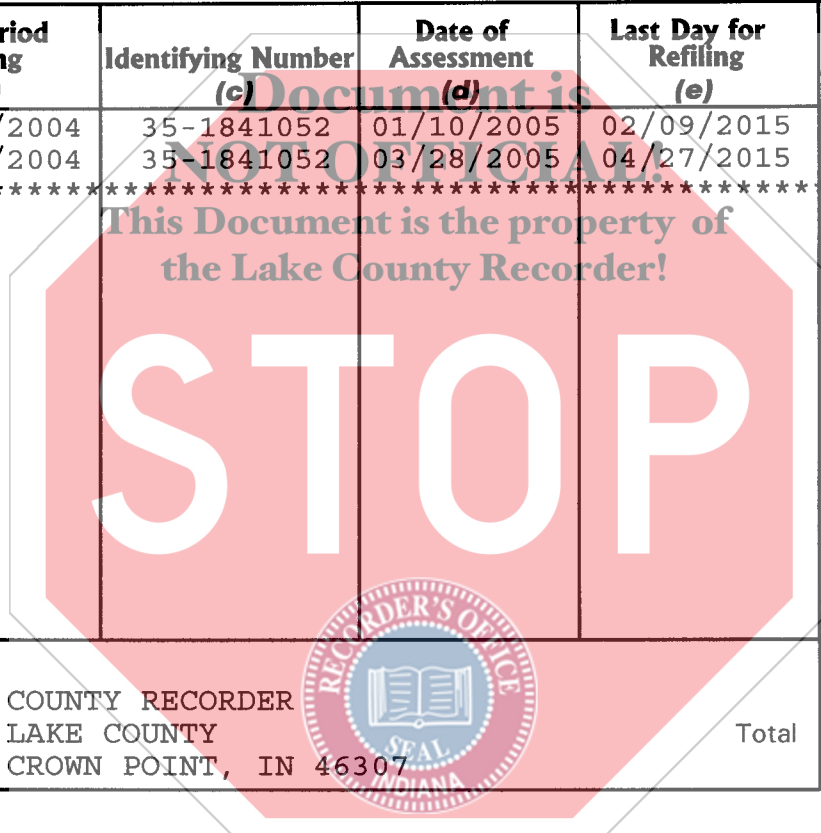 riod Identifying Number Date of Assessment Last Day for Refiling
ng (c) (d) (e)
/2004 35-1841052 01/10/2005 02/09/2015
/2004 35-1841052 03/28/2005 04/27/2015
****************************************************
Document is
NOT OFFICIAL!
This Document is the property of
the Lake County Recorder!
STOP
RECORDER'S OFFICE
SEAL
INDIANA
COUNTY RECORDER
LAKE COUNTY Total
CROWN POINT, IN 46307